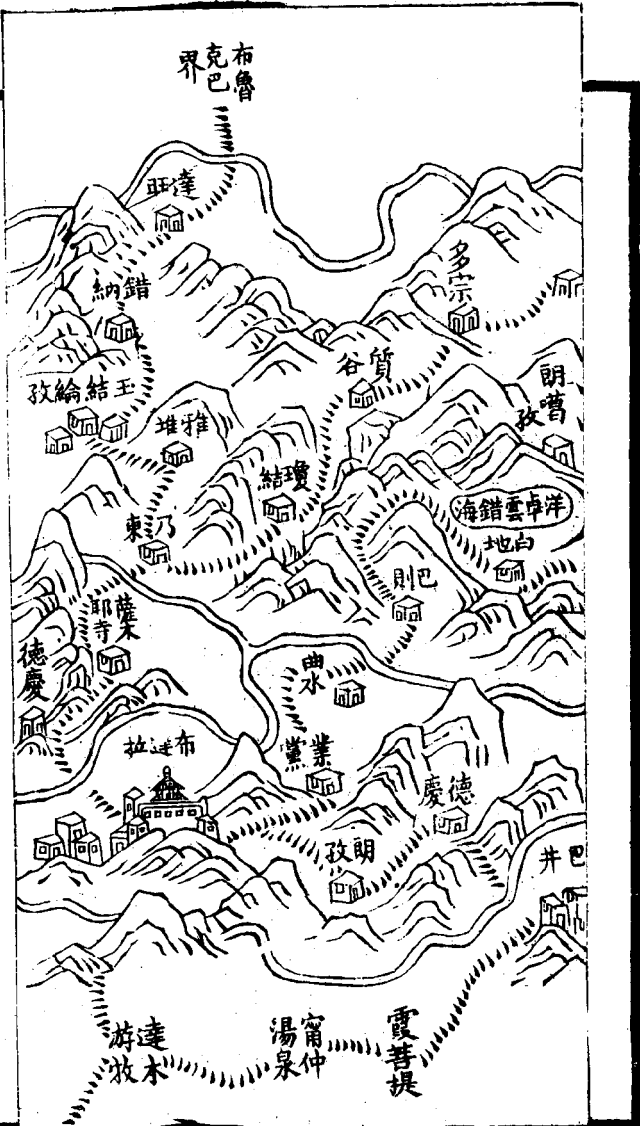 布魯克巴界
達旺
多宗
錯納
質谷
朗噶孜
玉結綸孜
雅堆
瓊結
洋卓雲錯海
白地
乃東
巴則
薩木耶寺
德慶
曲水
布達拉
業黨
德慶
朗孜
巴井
霞菩提
甯仲湯泉
達木游牧